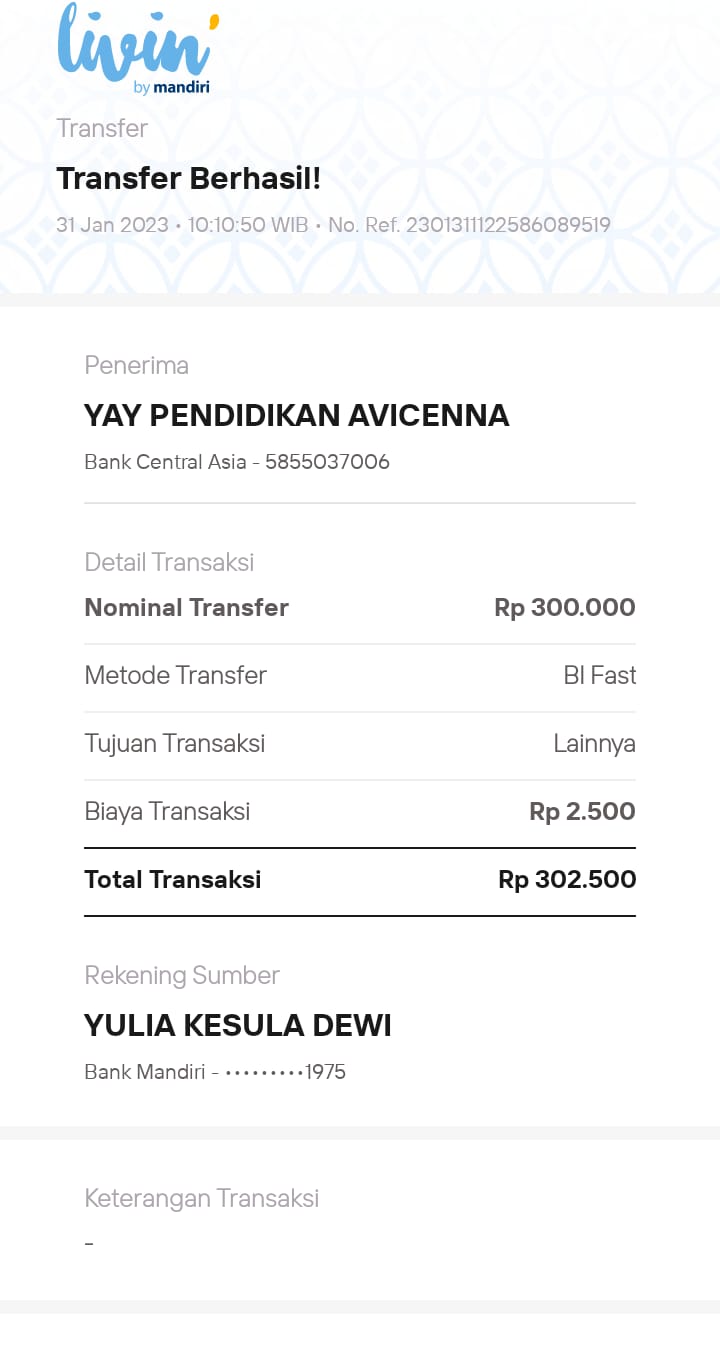 livin'
by mandiri
Transfer
Transfer Berhasil!
31 Jan 2023 • 10:10:50 WIB • No. Ref. 2301311122586089519
Penerima
YAY PENDIDIKAN AVICENNA
Bank Central Asia - 5855037006
Detail Transaksi
Nominal Transfer Rp 300.000
Metode Transfer BI Fast
Tujuan Transaksi Lainnya
Biaya Transaksi Rp 2.500
Total Transaksi Rp 302.500
Rekening Sumber
YULIA KESULA DEWI
Bank Mandiri - •••••••••1975
Keterangan Transaksi
-